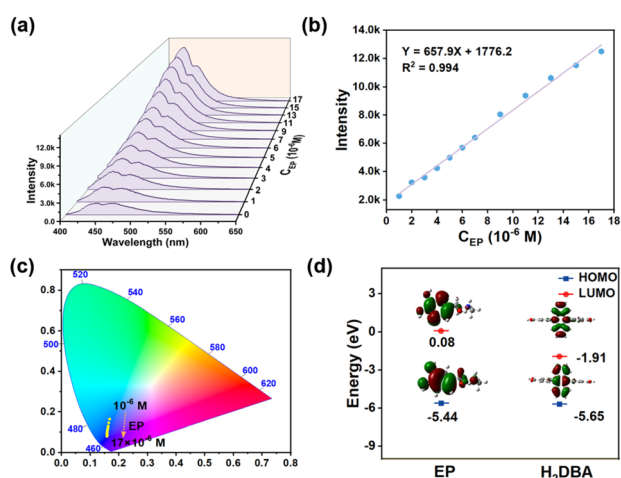 (a)
Intensity
12.0k
9.0k
6.0k
3.0k
0.0
400 450 500 550 600 650
Wavelength (nm)
0
1
2
3
4
5
6
7
9
11
13
15
17
C_EP (10⁻⁶M)
(b)
Intensity
14.0k
12.0k
10.0k
8.0k
6.0k
4.0k
2.0k
Y = 657.9X + 1776.2
R² = 0.994
0 2 4 6 8 10 12 14 16 18
C_EP (10⁻⁶ M)
(c)
0.8
0.6
0.4
0.2
0.0
0.0 0.1 0.2 0.3 0.4 0.5 0.6 0.7 0.8
520
540
560
580
600
620
500
480
460
10⁻⁶ M
EP
17×10⁻⁶ M
(d)
Energy (eV)
3
0
-3
-6
-9
HOMO
LUMO
0.08
-1.91
-5.44
-5.65
EP H₂DBA